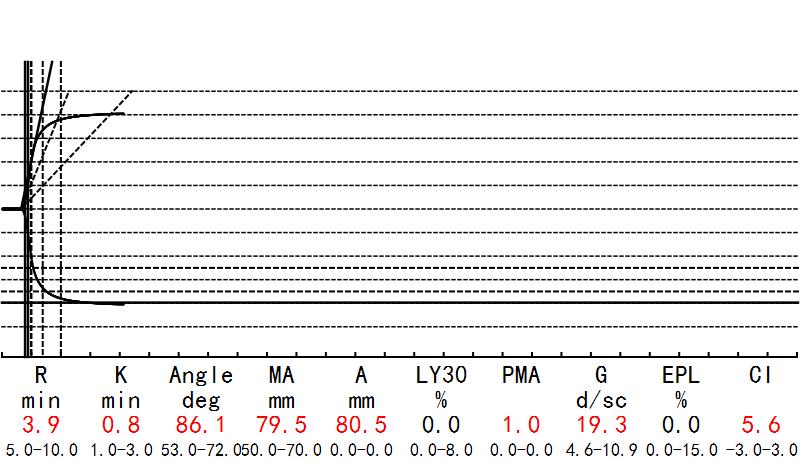 R K Angle MA A LY30 PMA G EPL CI
min min deg mm mm % d/sc %
3.9 0.8 86.1 79.5 80.5 0.0 1.0 19.3 0.0 5.6
5.0-10.0 1.0-3.0 53.0-72.0 50.0-70.0 0.0-0.0 0.0-8.0 0.0-0.0 4.6-10.9 0.0-15.0 -3.0-3.0